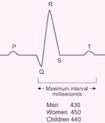 R
P
T
S
Q
Maximum interval
milliseconds
Men 430
Women 450
Children 440